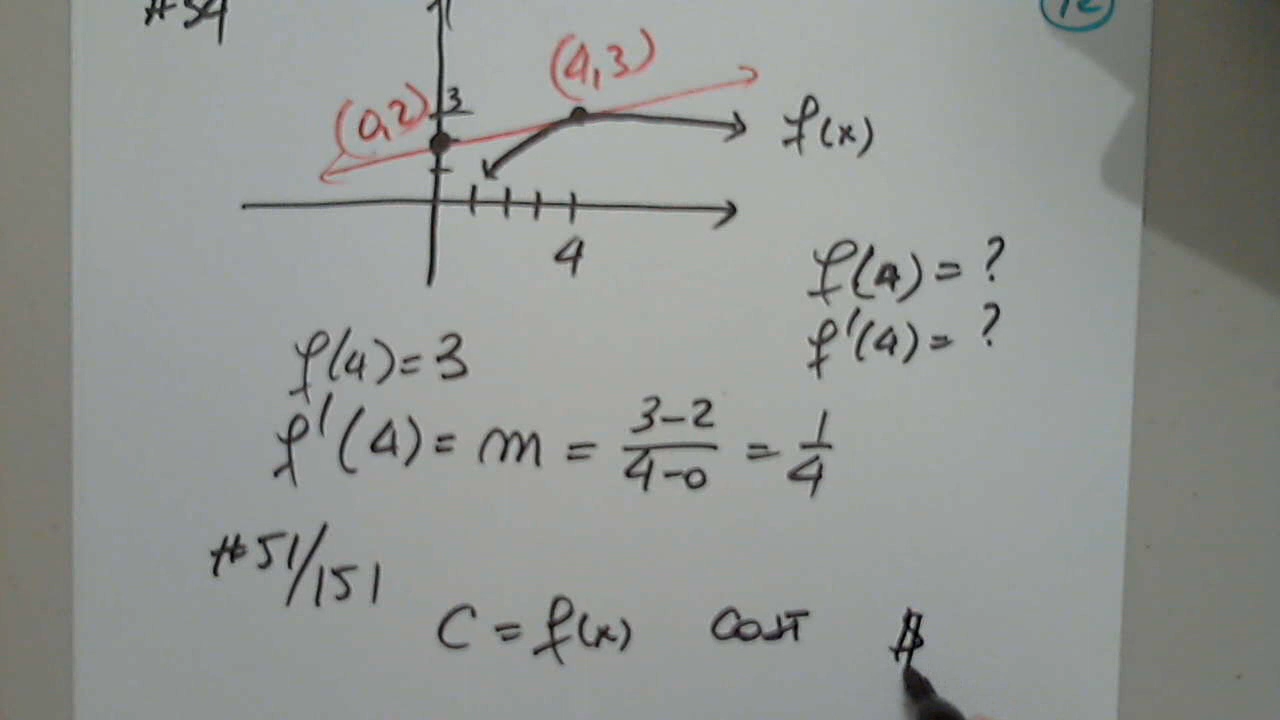 #54
12
(4,3)
(0,2)
3
f(x)
4
f(4) = ?
f'(4) = ?
f(4) = 3
f'(4) = m = 3-2/4-0 = 1/4
#51/151
C = f(x) COST $